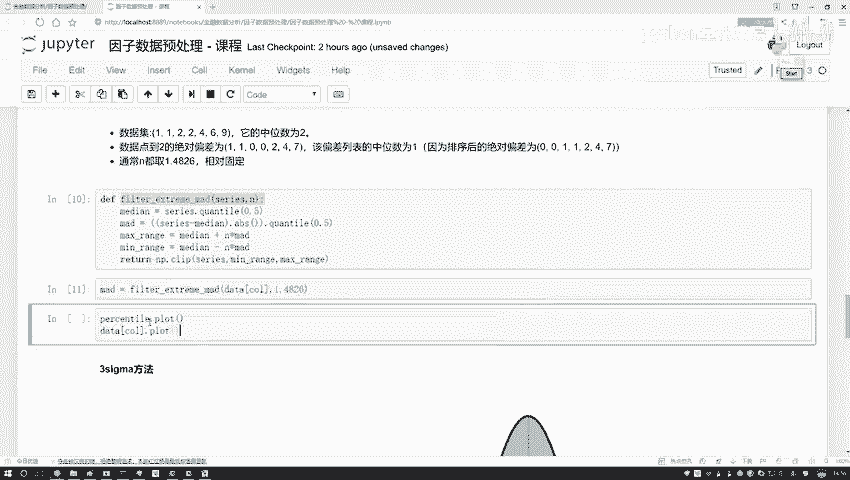 http://localhost:8889/notebooks/
jupyter 因子数据预处理 - 课程 Last Checkpoint: 2 hours ago (unsaved changes)
Logout
File Edit View Insert Cell Kernel Widgets Help
Trusted
Start
Code
数据集:(1, 1, 2, 2, 4, 6, 9)，它的中位数为2。
数据点到2的绝对偏差为(1, 1, 0, 0, 2, 4, 7)，该偏差列表的中位数为1（因为排序后的绝对偏差为(0, 0, 1, 1, 2, 4, 7)）
通常n都取1.4826，相对固定
In [10]: def filter_extreme_mad(series,n):
median = series.quantile(0.5)
mad = ((series-median).abs()).quantile(0.5)
max_range = median + n*mad
min_range = median - n*mad
return np.clip(series,min_range,max_range)
In [11]: mad = filter_extreme_mad(data[col],1.4826)
In [ ]: percentile.plot()
data[col].plot
3sigma方法